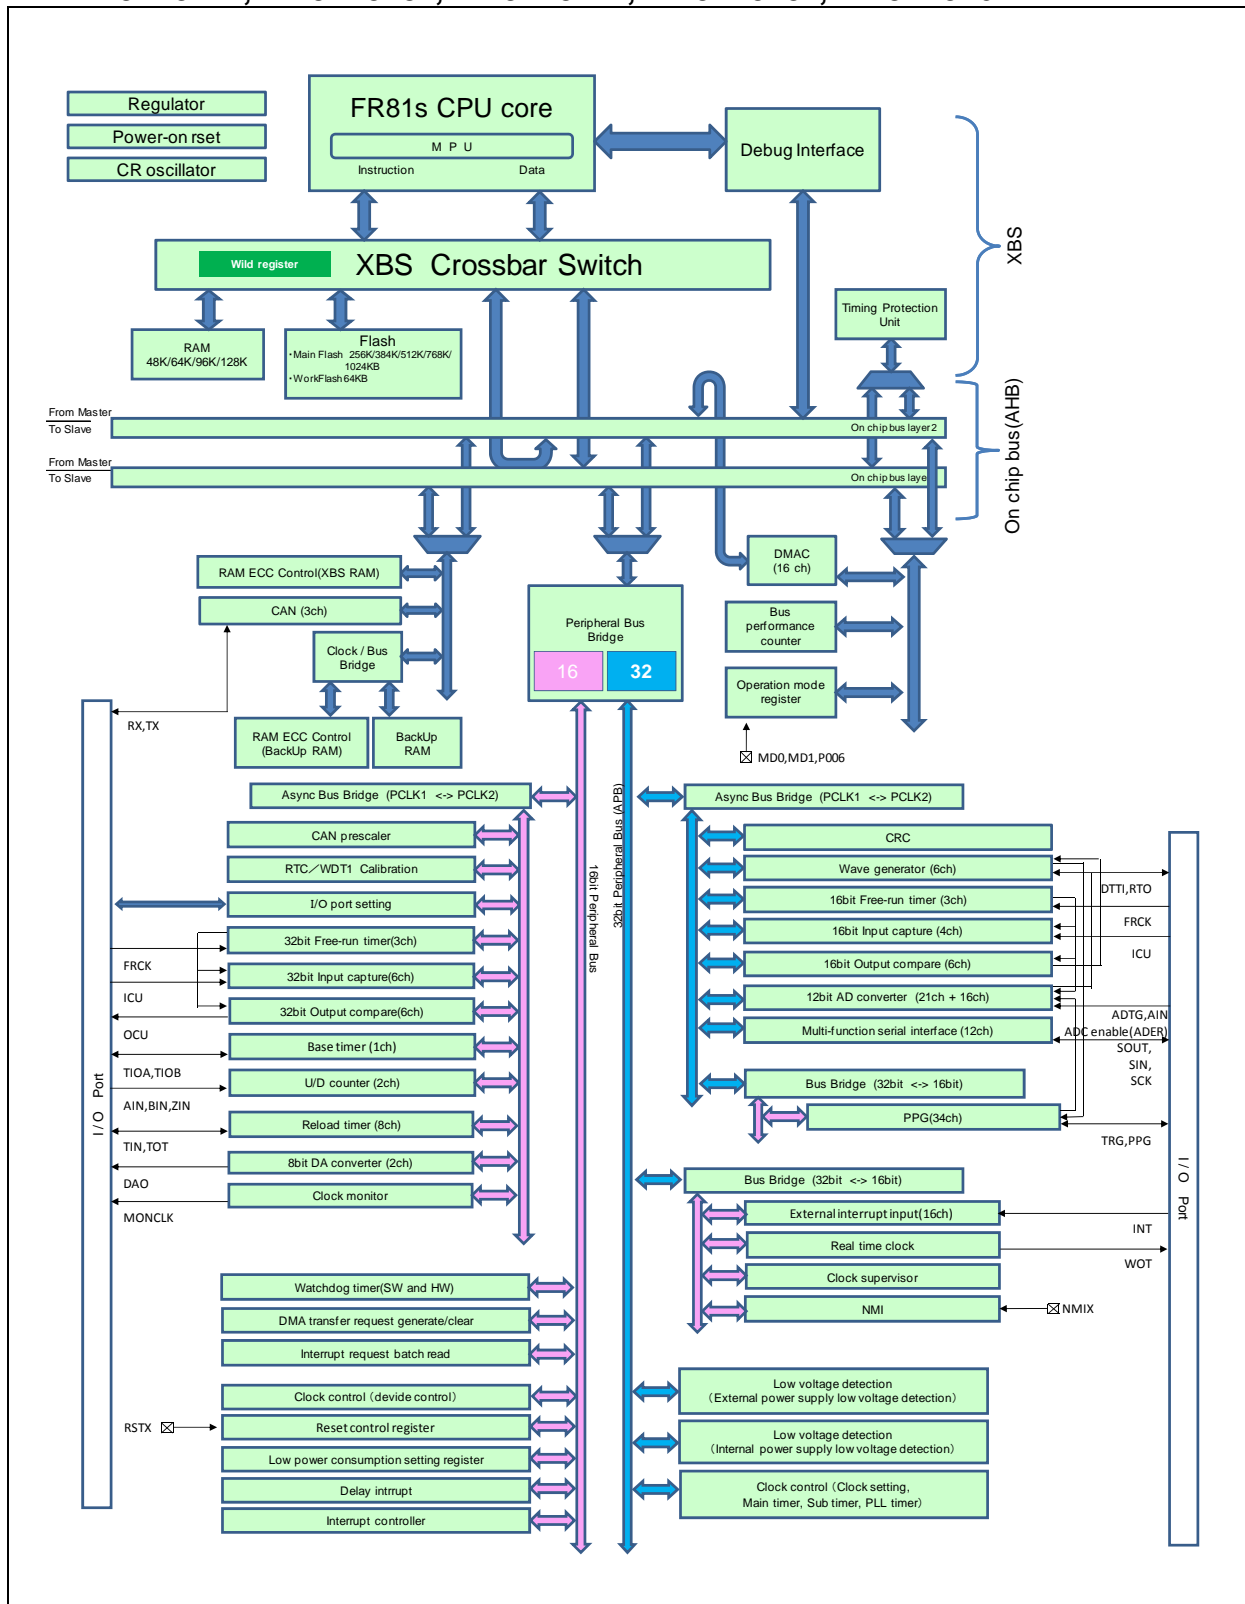 Regulator
Power-on rset
CR oscillator
FR81s CPU core
M P U
Instruction
Data
Debug Interface
XBS
Wild register
XBS Crossbar Switch
RAM
48K/64K/96K/128K
Flash
・Main Flash 256K/384K/512K/768K/
1024KB
・WorkFlash 64KB
Timing Protection
Unit
On chip bus(AHB)
From Master
To Slave
On chip bus layer 2
From Master
To Slave
On chip bus laye
RAM ECC Control(XBS RAM)
CAN (3ch)
Clock / Bus
Bridge
RAM ECC Control
(BackUp RAM)
BackUp
RAM
Peripheral Bus
Bridge
16
32
DMAC
(16 ch)
Bus
performance
counter
Operation mode
register
MD0,MD1,P006
RX,TX
I / O Port
16bit Peripheral Bus
32bit Peripheral Bus (APB)
Async Bus Bridge (PCLK1 <-> PCLK2)
CAN prescaler
RTC／WDT1 Calibration
I/O port setting
32bit Free-run timer(3ch)
FRCK
32bit Input capture(6ch)
ICU
32bit Output compare(6ch)
OCU
Base timer (1ch)
TIOA,TIOB
U/D counter (2ch)
AIN,BIN,ZIN
Reload timer (8ch)
TIN,TOT
8bit DA converter (2ch)
DAO
Clock monitor
MONCLK
Watchdog timer(SW and HW)
DMA transfer request generate/clear
Interrupt request batch read
Clock control （devide control）
RSTX
Reset control register
Low power consumption setting register
Delay intrrupt
Interrupt controller
Async Bus Bridge (PCLK1 <-> PCLK2)
CRC
Wave generator (6ch)
DTTI,RTO
16bit Free-run timer (3ch)
FRCK
16bit Input capture (4ch)
ICU
16bit Output compare (6ch)
12bit AD converter (21ch + 16ch)
ADTG,AIN
ADC enable(ADER)
Multi-function serial interface (12ch)
SOUT,
SIN,
SCK
Bus Bridge (32bit <-> 16bit)
PPG(34ch)
TRG,PPG
I / O Port
Bus Bridge (32bit <-> 16bit)
External interrupt input(16ch)
INT
Real time clock
WOT
Clock supervisor
NMI
NMIX
Low voltage detection
（External power supply low voltage detection）
Low voltage detection
（Internal power supply low voltage detection）
Clock control （Clock setting,
Main timer, Sub timer, PLL timer）